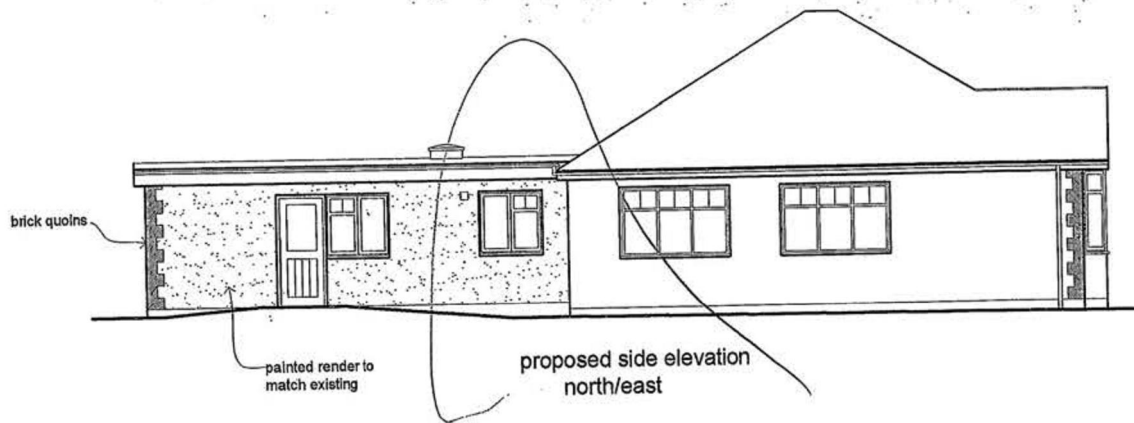 brick quoins
painted render to
match existing
proposed side elevation
north/east